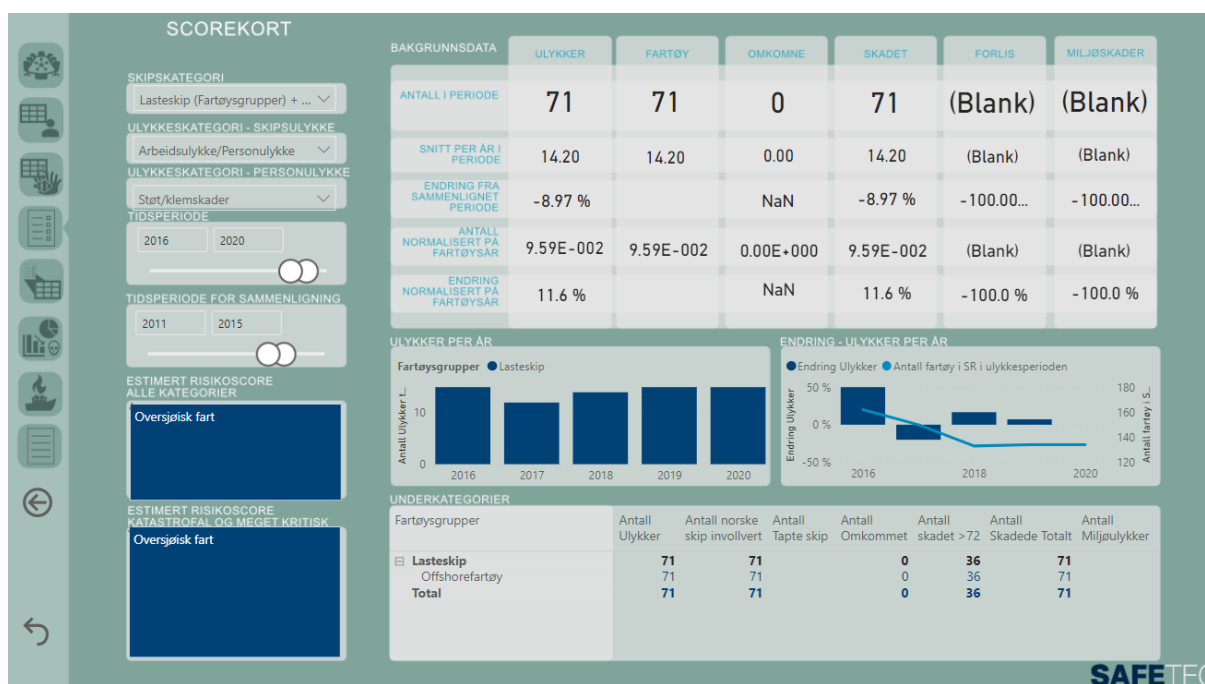 SCOREKORT
SKIPSKATEGORI
Lasteskip (Fartøysgrupper) + ...
ULYKKESKATEGORI - SKIPSULYKKE
Arbeidsulykke/Personulykke
ULYKKESKATEGORI - PERSONULYKKE
Støt/klemskader
TIDSPERIODE
2016 2020
TIDSPERIODE FOR SAMMENLIGNING
2011 2015
ESTIMERT RISIKOSCORE
ALLE KATEGORIER
Oversjøisk fart
ESTIMERT RISIKOSCORE
KATASTROFAL OG MEGET KRITISK
Oversjøisk fart
BAKGRUNNSDATA ULYKKER FARTØY OMKOMNE SKADET FORLIS MILJØSKADER
ANTALL I PERIODE 71 71 0 71 (Blank) (Blank)
SNITT PER ÅR I
PERIODE 14.20 14.20 0.00 14.20 (Blank) (Blank)
ENDRING FRA
SAMMENLIGNET
PERIODE -8.97 % NaN -8.97 % -100.00... -100.00...
ANTALL
NORMALISERT PÅ
FARTØYSÅR 9.59E-002 9.59E-002 0.00E+000 9.59E-002 (Blank) (Blank)
ENDRING
NORMALISERT PÅ
FARTØYSÅR 11.6 % NaN 11.6 % -100.0 % -100.0 %
ULYKKER PER ÅR
Fartøysgrupper Lasteskip
Antall Ulykker t...
10
0
2016 2017 2018 2019 2020
ENDRING - ULYKKER PER ÅR
Endring Ulykker Antall fartøy i SR i ulykkesperioden
Endring Ulykker
50 %
0 %
-50 %
180
160
140
120
Antall fartøy i S...
2016 2018 2020
UNDERKATEGORIER
Fartøysgrupper Antall Antall norske Antall Antall Antall Antall Antall
Ulykker skip involvert Tapte skip Omkommet skadet >72 Skadede Totalt Miljøulykker
Lasteskip 71 71 0 36 71
Offshorefartøy 71 71 0 36 71
Total 71 71 0 36 71
SAFETEC